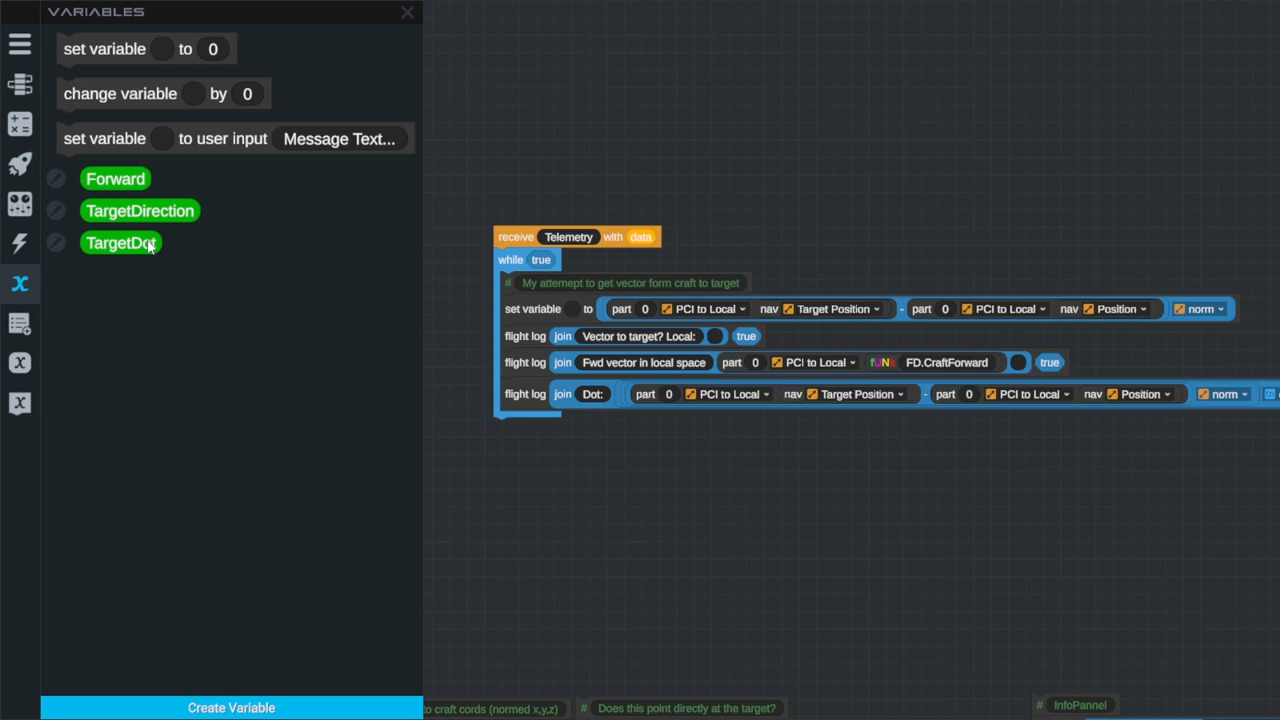 VARIABLES
set variable to 0
change variable by 0
set variable to user input Message Text...
Forward
TargetDirection
TargetDot
Create Variable
receive Telemetry with data
while true
# My attemept to get vector form craft to target
set variable to part 0 PCI to Local nav Target Position - part 0 PCI to Local nav Position norm
flight log join Vector to target? Local: true
flight log join Fwd vector in local space part 0 PCI to Local fUNk FD.CraftForward true
flight log join Dot: part 0 PCI to Local nav Target Position - part 0 PCI to Local nav Position norm
to craft cords (normed x,y,z)
# Does this point directly at the target?
# InfoPannel